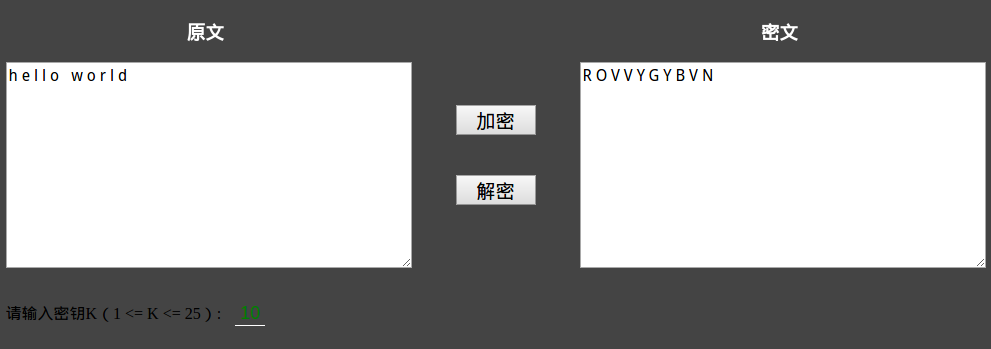 原文
密文
hello world
ROVVYGYBVN
加密
解密
请输入密钥K（1 <= K <= 25）: 10